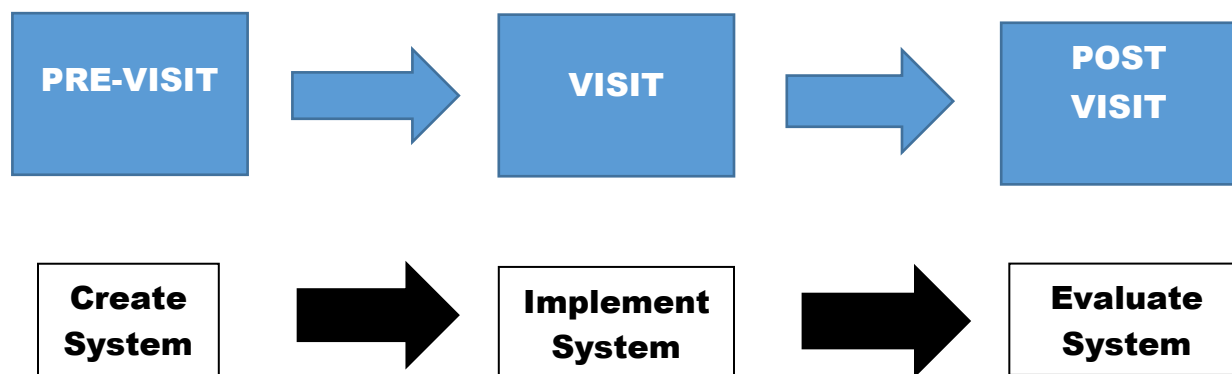 PRE-VISIT
VISIT
POST
VISIT
Create
System
Implement
System
Evaluate
System